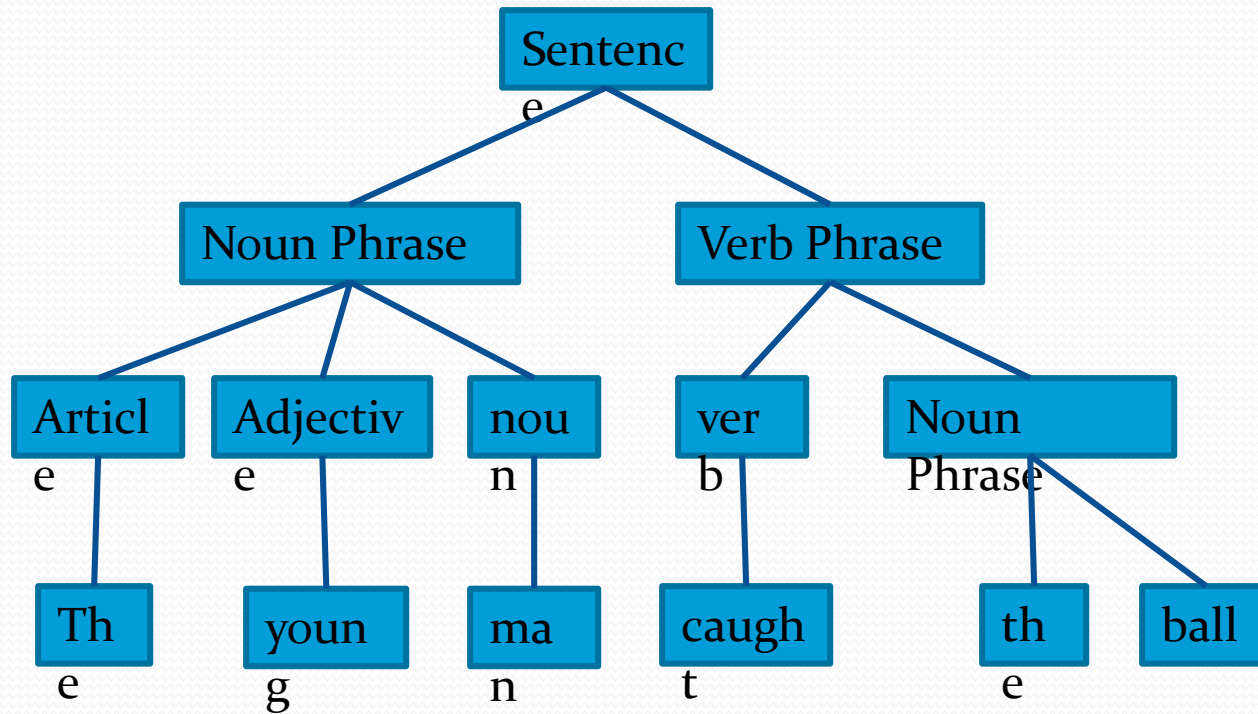 Sentenc
e
Noun Phrase
Verb Phrase
Articl
e
Adjectiv
e
nou
n
ver
b
Noun
Phrase
Th
e
youn
g
ma
n
caugh
t
th
e
ball